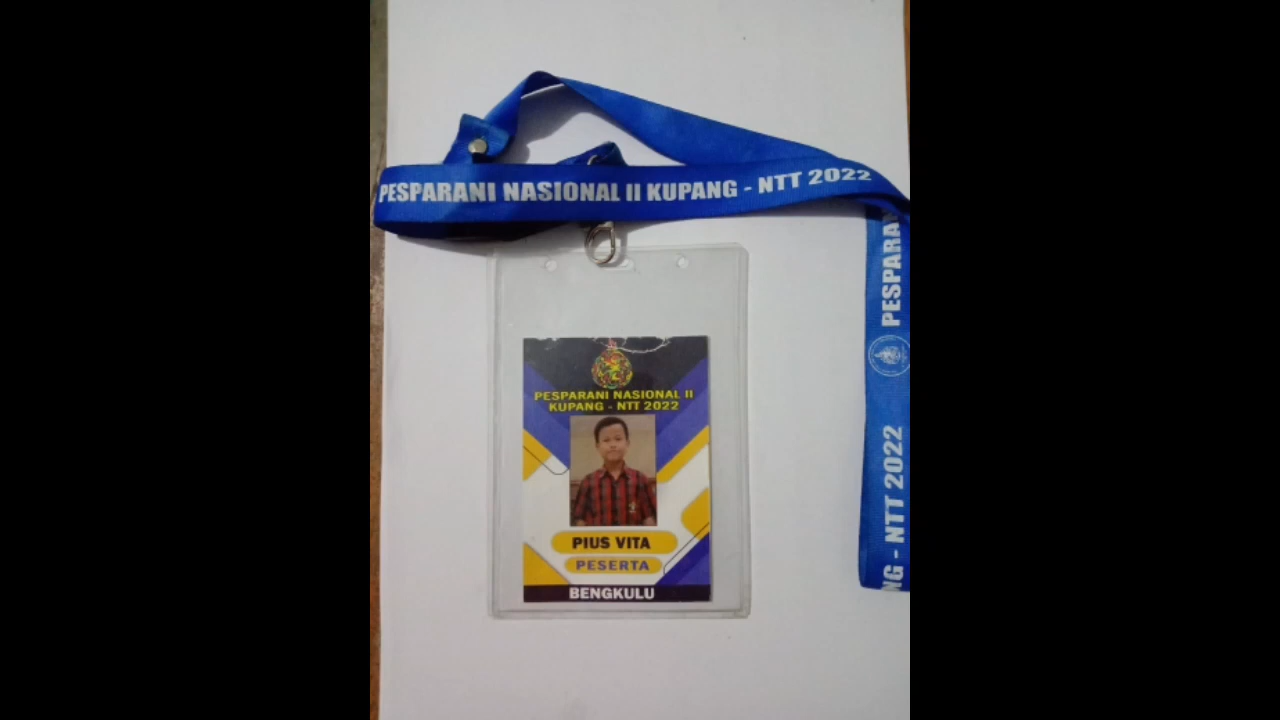 PESPARANI NASIONAL II KUPANG - NTT 2022
PESPARANI NASIONAL II
KUPANG - NTT 2022
PIUS VITA
PESERTA
BENGKULU
PESPARAN
NG - NTT 2022